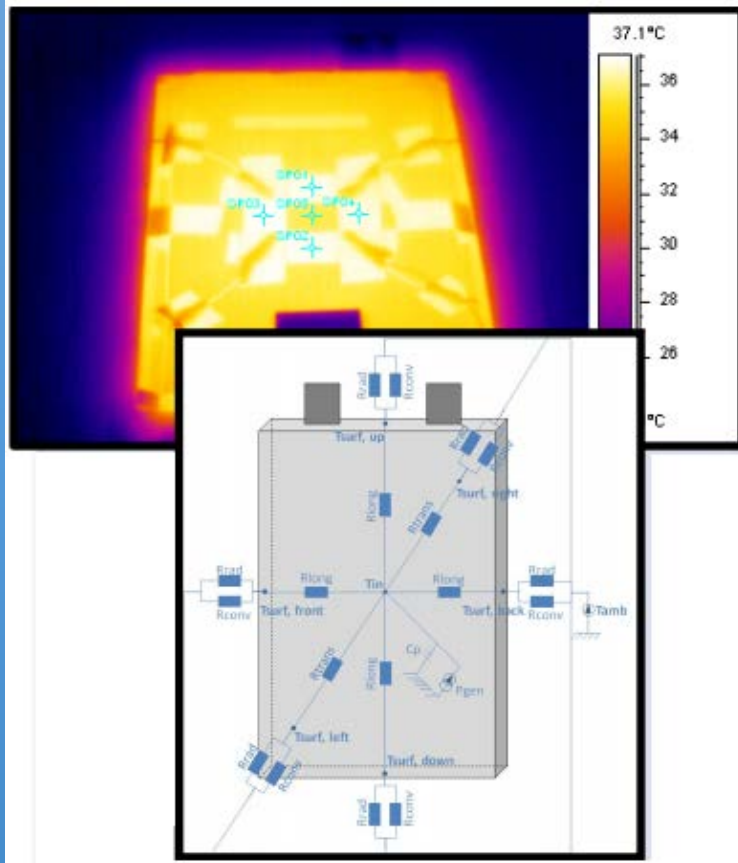 37.1°C
36
34
32
30
28
26
°C
SP01
SP03
SP05
SP04
SP02
Rrad
Rconv
Tsurf, up
Rrad
Rconv
Tsurf, right
Rlong
Rtrans
Rrad
Rconv
Tsurf, front
Rlong
Tin
Rlong
Tsurf, back
Rrad
Rconv
Tamb
Cp
Pgen
Rtrans
Rlong
Tsurf, left
Tsurf, down
Rrad
Rconv
Rrad
Rconv